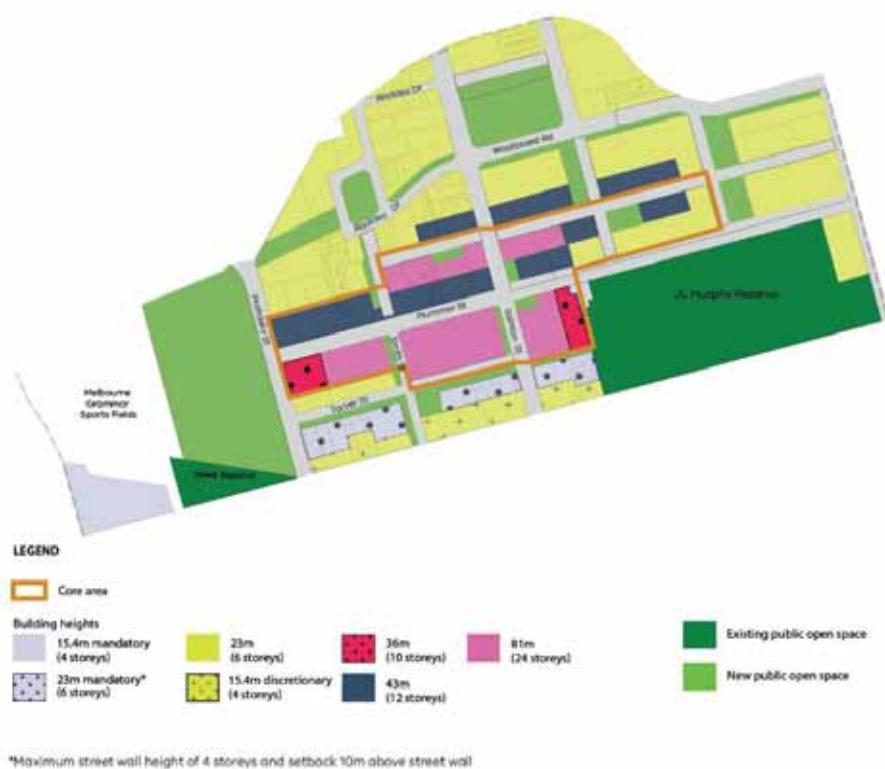 Woolboard Rd
Plummer St
Salmon St
JL Murphy Reserve
Melbourne
Grammar
Sports Fields
LEGEND
Core area
Building heights
15.4m mandatory
(4 storeys)
23m
(6 storeys)
36m
(10 storeys)
81m
(24 storeys)
23m mandatory*
(6 storeys)
15.4m discretionary
(4 storeys)
43m
(12 storeys)
Existing public open space
New public open space
*Maximum street wall height of 4 storeys and setback 10m above street wall